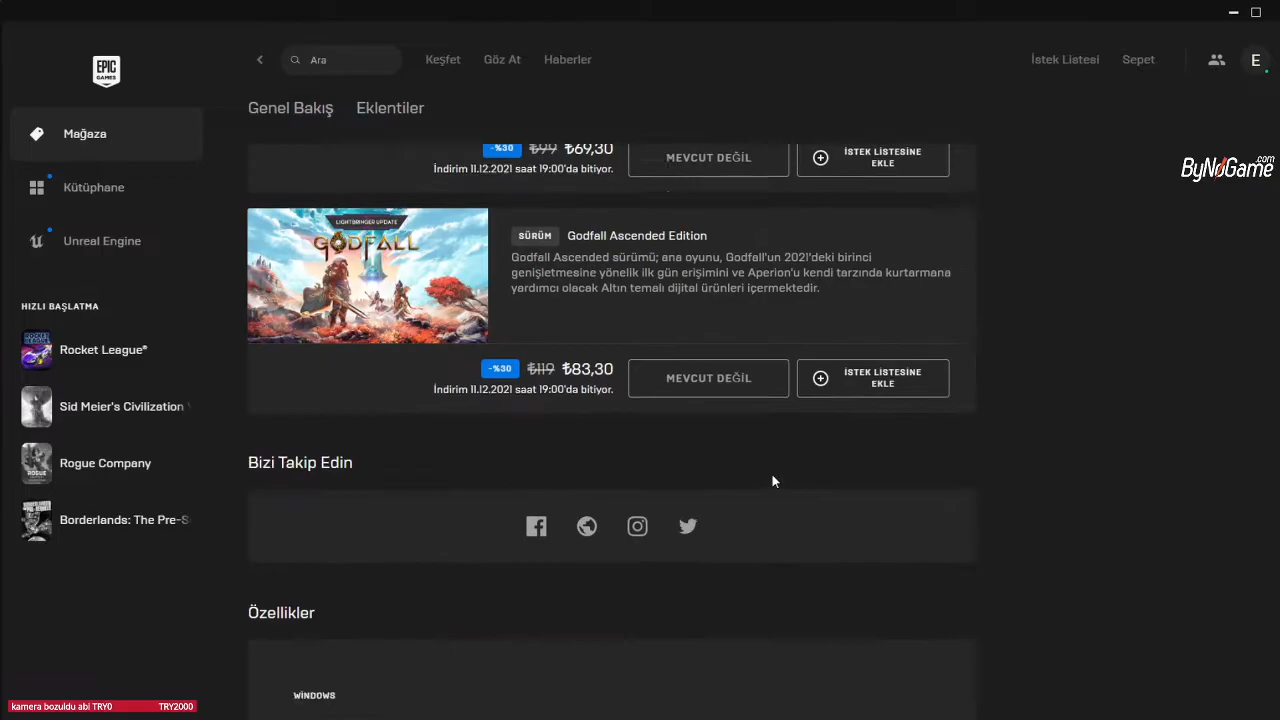 EPIC GAMES
Ara
Keşfet
Göz At
Haberler
İstek Listesi
Sepet
E
Mağaza
Kütüphane
Unreal Engine
HIZLI BAŞLATMA
Rocket League®
Sid Meier's Civilization
Rogue Company
Borderlands: The Pre-S
Genel Bakış
Eklentiler
-%30 ₺99 ₺69,30
İndirim 11.12.2021 saat 19:00'da bitiyor.
MEVCUT DEĞİL
İSTEK LİSTESİNE
EKLE
LIGHTBRINGER UPDATE
GODFALL
SÜRÜM Godfall Ascended Edition
Godfall Ascended sürümü; ana oyunu, Godfall'un 2021'deki birinci
genişletmesine yönelik ilk gün erişimini ve Aperion'u kendi tarzında kurtarmana
yardımcı olacak Altın temalı dijital ürünleri içermektedir.
-%30 ₺119 ₺83,30
İndirim 11.12.2021 saat 19:00'da bitiyor.
MEVCUT DEĞİL
İSTEK LİSTESİNE
EKLE
Bizi Takip Edin
Özellikler
WİNDOWS
ByNoGame.com
kamera bozuldu abi TRY0 TRY2000